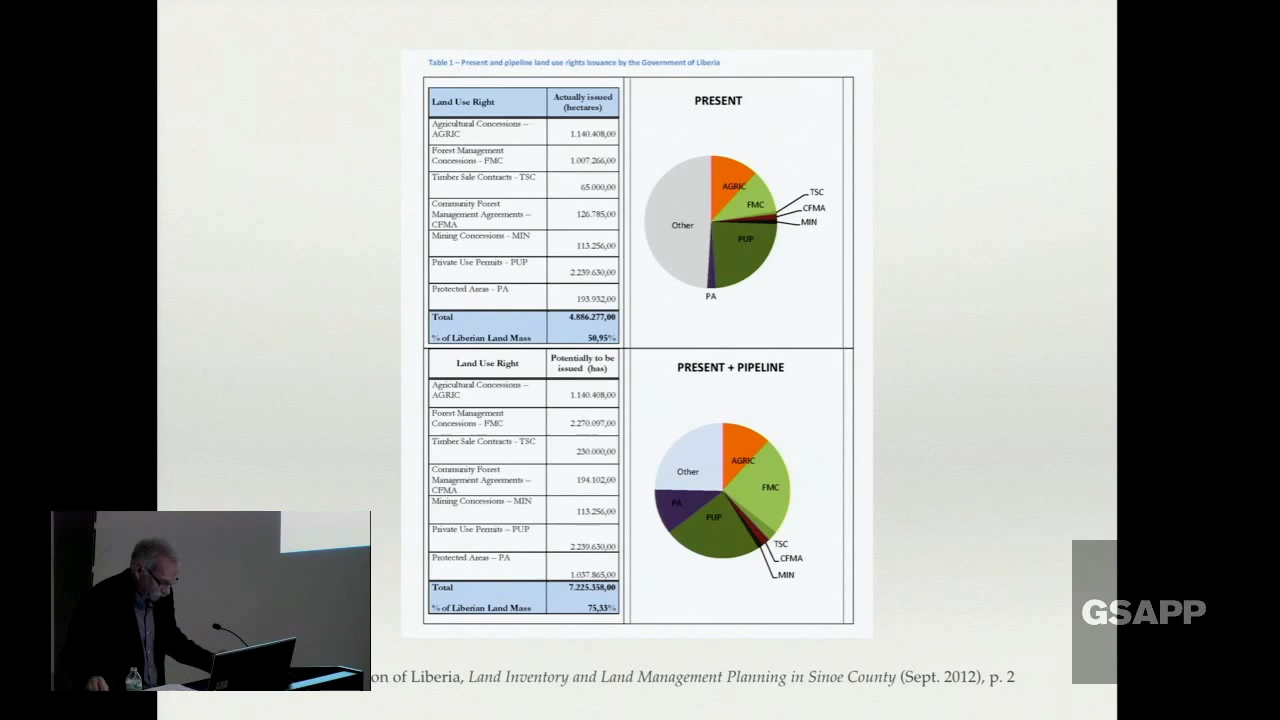 Table 1 – Present and pipeline land use rights issuance by the Government of Liberia
Land Use Right
Actually issued
(hectares)
Agricultural Concessions –
AGRIC
1.140.408,00
Forest Management
Concessions - FMC
1.007.266,00
Timber Sale Contracts - TSC
65.000,00
Community Forest
Management Agreements –
CFMA
126.785,00
Mining Concessions - MIN
113.256,00
Private Use Permits - PUP
2.239.630,00
Protected Areas - PA
193.932,00
Total
4.886.277,00
% of Liberian Land Mass
50,95%
PRESENT
AGRIC
FMC
TSC
CFMA
MIN
PUP
PA
Other
Land Use Right
Potentially to be
issued (has)
Agricultural Concessions –
AGRIC
1.140.408,00
Forest Management
Concessions - FMC
2.270.097,00
Timber Sale Contracts - TSC
230.000,00
Community Forest
Management Agreements –
CFMA
194.102,00
Mining Concessions – MIN
113.256,00
Private Use Permits – PUP
2.239.630,00
Protected Areas – PA
1.037.865,00
Total
7.225.358,00
% of Liberian Land Mass
75,33%
PRESENT + PIPELINE
AGRIC
FMC
TSC
CFMA
MIN
PUP
PA
Other
GSAPP
on of Liberia, Land Inventory and Land Management Planning in Sinoe County (Sept. 2012), p. 2